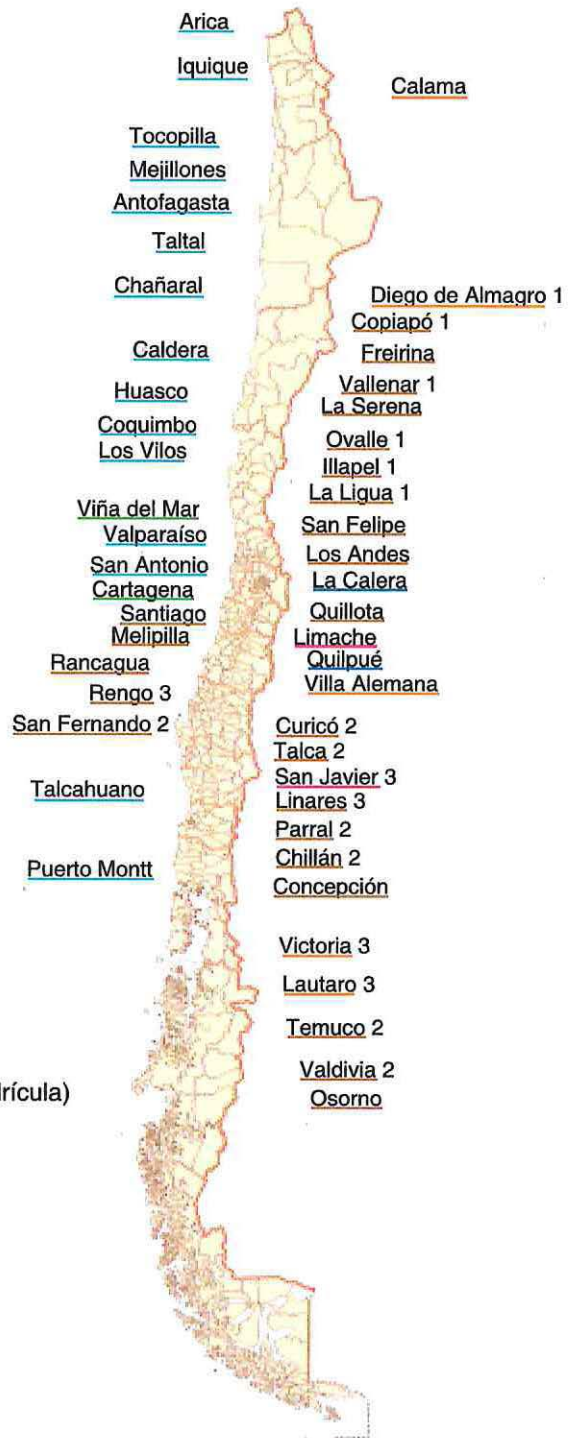 Arica
Iquique
Calama
Tocopilla
Mejillones
Antofagasta
Taltal
Chañaral
Diego de Almagro 1
Copiapó 1
Caldera
Freirina
Vallenar 1
Huasco
La Serena
Coquimbo
Ovalle 1
Los Vilos
Illapel 1
La Ligua 1
Viña del Mar
San Felipe
Valparaíso
Los Andes
San Antonio
La Calera
Cartagena
Santiago
Quillota
Melipilla
Limache
Rancagua
Quilpué
Villa Alemana
Rengo 3
San Fernando 2
Curicó 2
Talca 2
San Javier 3
Talcahuano
Linares 3
Parral 2
Chillán 2
Puerto Montt
Concepción
Victoria 3
Lautaro 3
Temuco 2
Valdivia 2
rícula)
Osorno